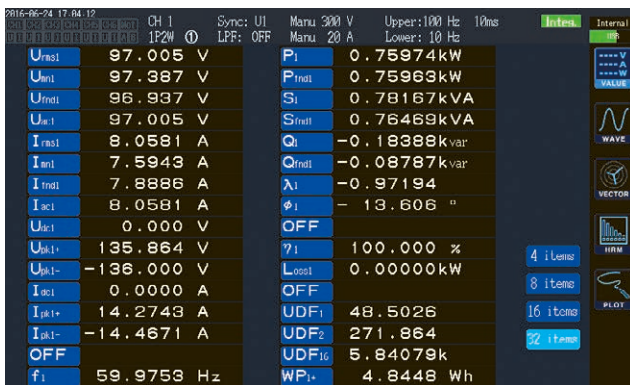 2016-06-24 17:04:12
CH 1 Sync: U1 Manu 300 V Upper:100 Hz 10ms Integ. Internal
1P2W ① LPF: OFF Manu 20 A Lower: 10 Hz USB
Urms1 97.005 V P1 0.75974kW
Umn1 97.387 V Pfnd1 0.75963kW
Ufnd1 96.937 V S1 0.78167kVA
Uac1 97.005 V Sfnd1 0.76469kVA
Irms1 8.0581 A Q1 -0.18388kvar
Imn1 7.5943 A Qfnd1 -0.08787kvar
Ifnd1 7.8886 A λ1 -0.97194
Iac1 8.0581 A ϕ1 - 13.606 °
Udc1 0.000 V OFF
Upk1+ 135.864 V η1 100.000 %
Upk1- -136.000 V Loss1 0.00000kW
Idc1 0.0000 A OFF
Ipk1+ 14.2743 A UDF1 48.5026
Ipk1- -14.4671 A UDF2 271.864
OFF UDF16 5.84079k
f1 59.9753 Hz WP1+ 4.8448 Wh
4 items
8 items
16 items
32 items
V
A
W
VALUE
WAVE
VECTOR
HRM
PLOT